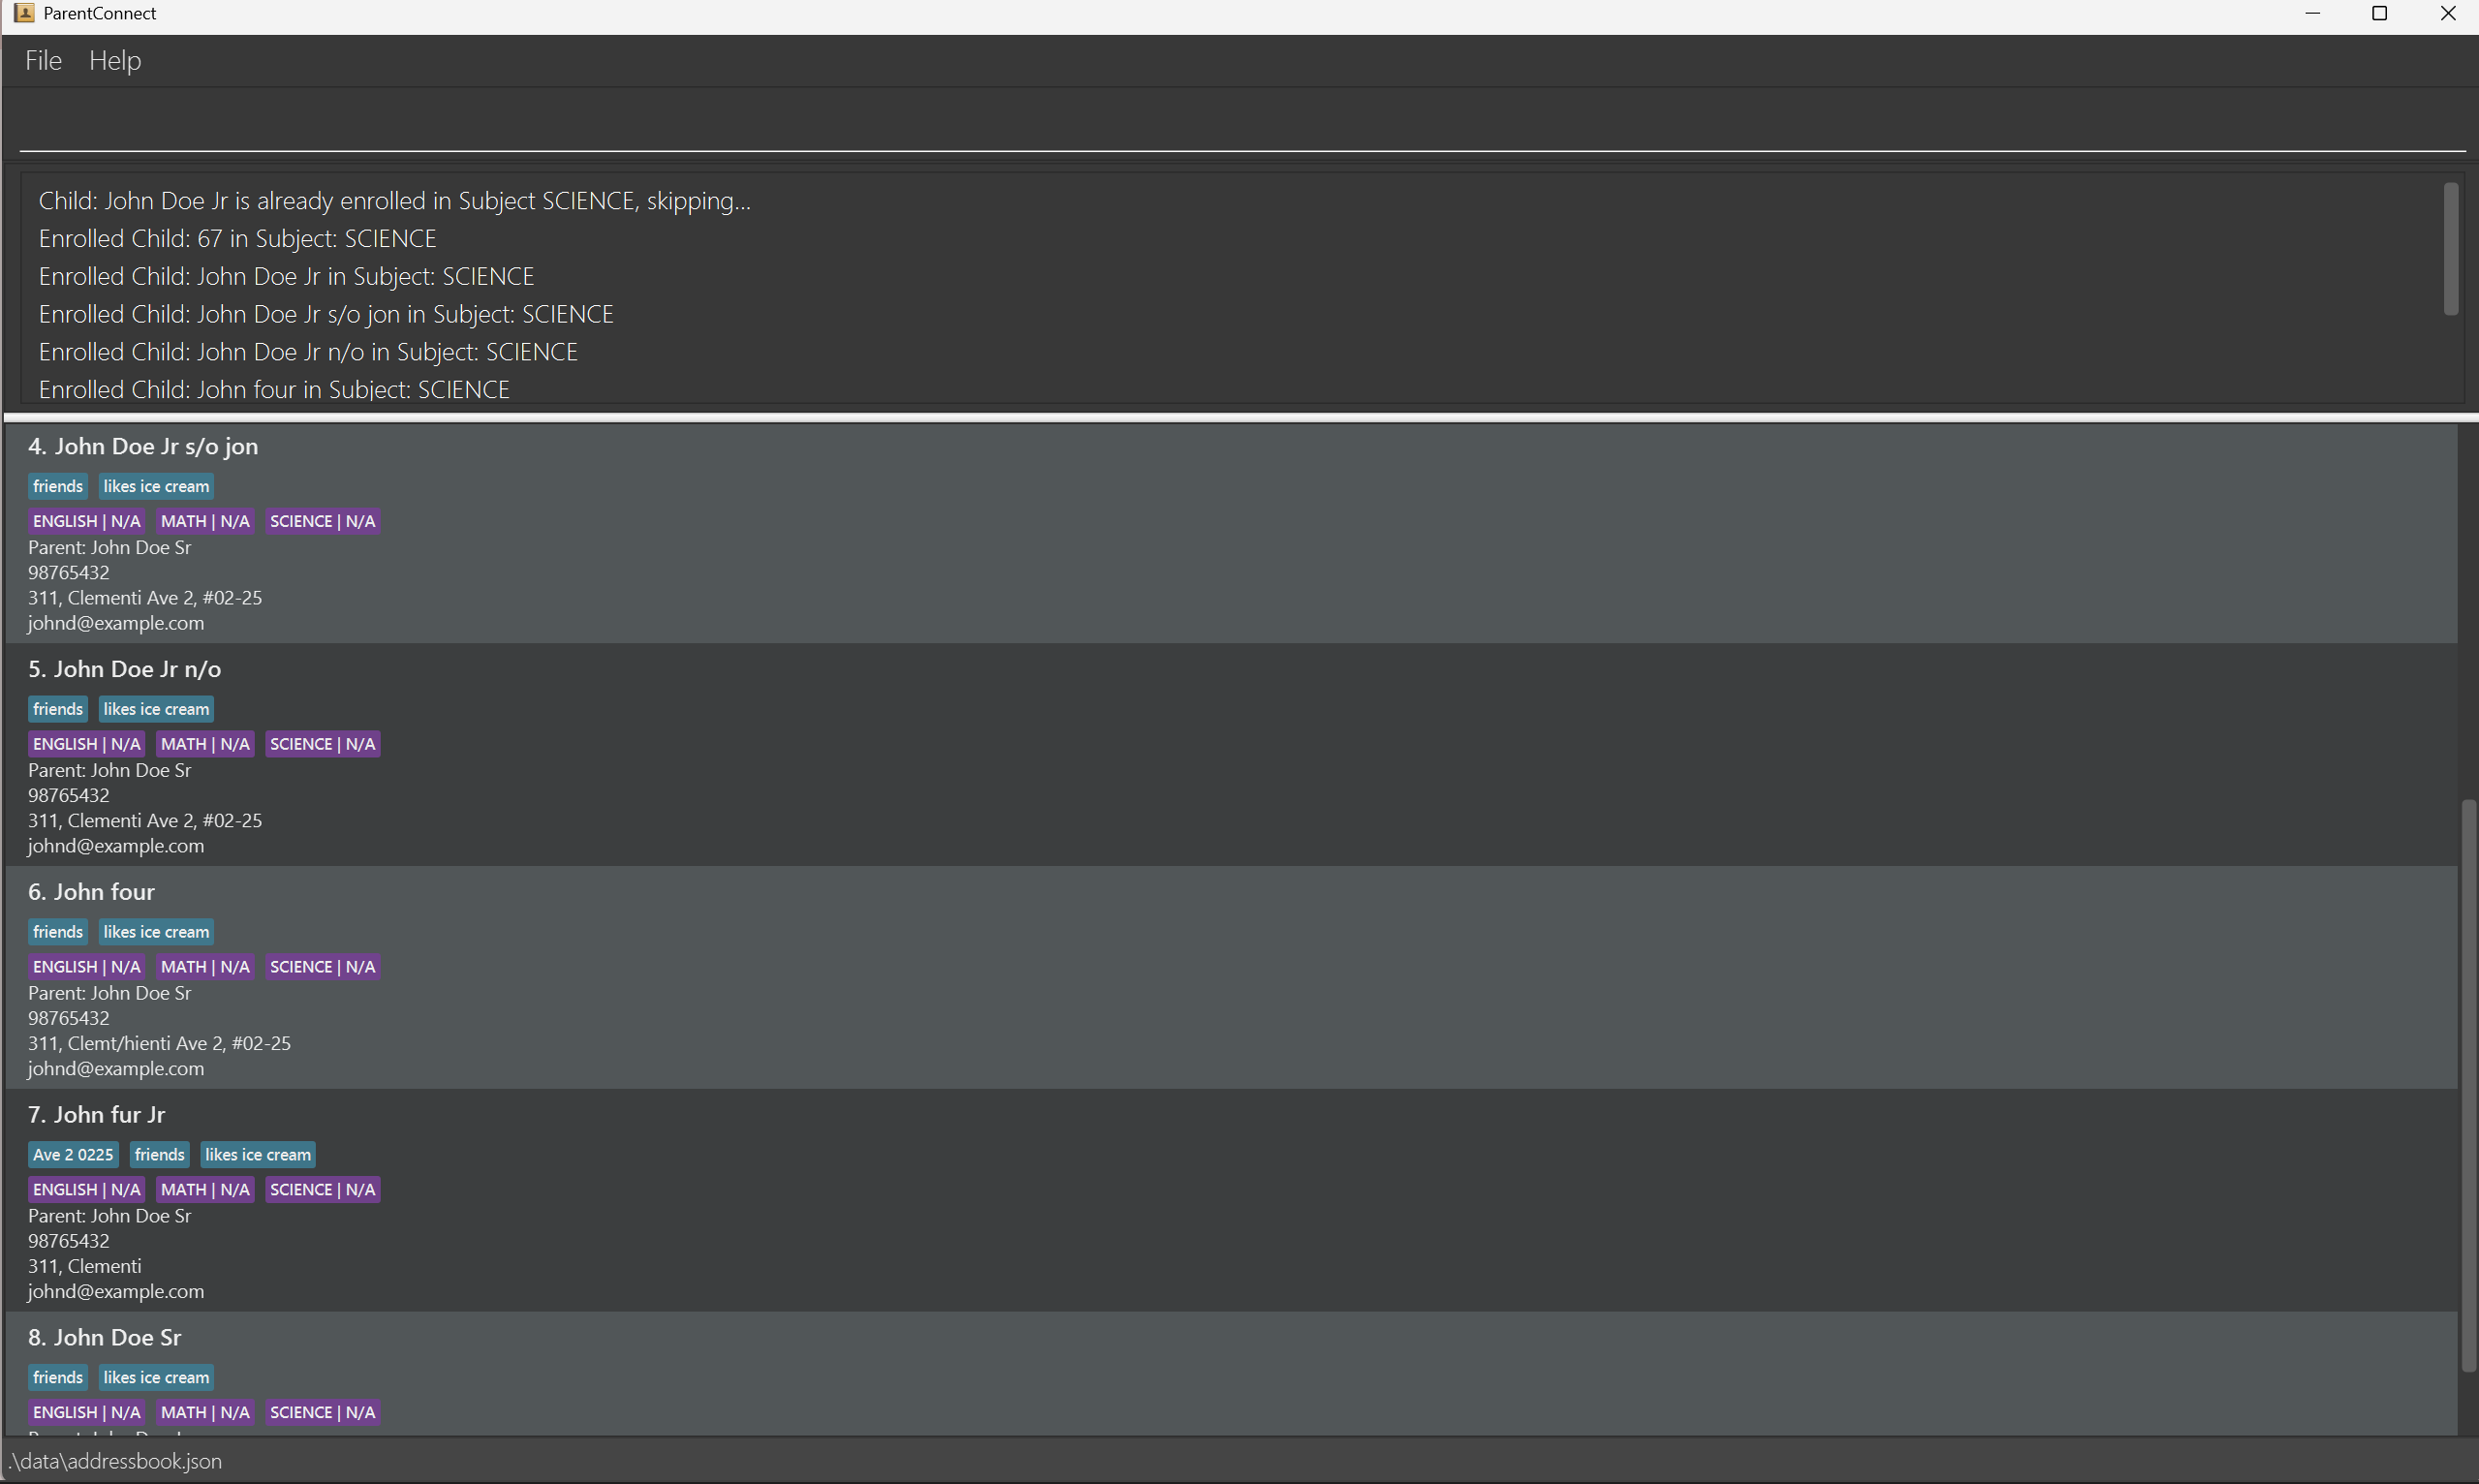 ParentConnect
File Help
Child: John Doe Jr is already enrolled in Subject SCIENCE, skipping...
Enrolled Child: 67 in Subject: SCIENCE
Enrolled Child: John Doe Jr in Subject: SCIENCE
Enrolled Child: John Doe Jr s/o jon in Subject: SCIENCE
Enrolled Child: John Doe Jr n/o in Subject: SCIENCE
Enrolled Child: John four in Subject: SCIENCE
4. John Doe Jr s/o jon
friends likes ice cream
ENGLISH | N/A MATH | N/A SCIENCE | N/A
Parent: John Doe Sr
98765432
311, Clementi Ave 2, #02-25
johnd@example.com
5. John Doe Jr n/o
friends likes ice cream
ENGLISH | N/A MATH | N/A SCIENCE | N/A
Parent: John Doe Sr
98765432
311, Clementi Ave 2, #02-25
johnd@example.com
6. John four
friends likes ice cream
ENGLISH | N/A MATH | N/A SCIENCE | N/A
Parent: John Doe Sr
98765432
311, Clemt/hienti Ave 2, #02-25
johnd@example.com
7. John fur Jr
Ave 2 0225 friends likes ice cream
ENGLISH | N/A MATH | N/A SCIENCE | N/A
Parent: John Doe Sr
98765432
311, Clementi
johnd@example.com
8. John Doe Sr
friends likes ice cream
ENGLISH | N/A MATH | N/A SCIENCE | N/A
.\data\addressbook.json